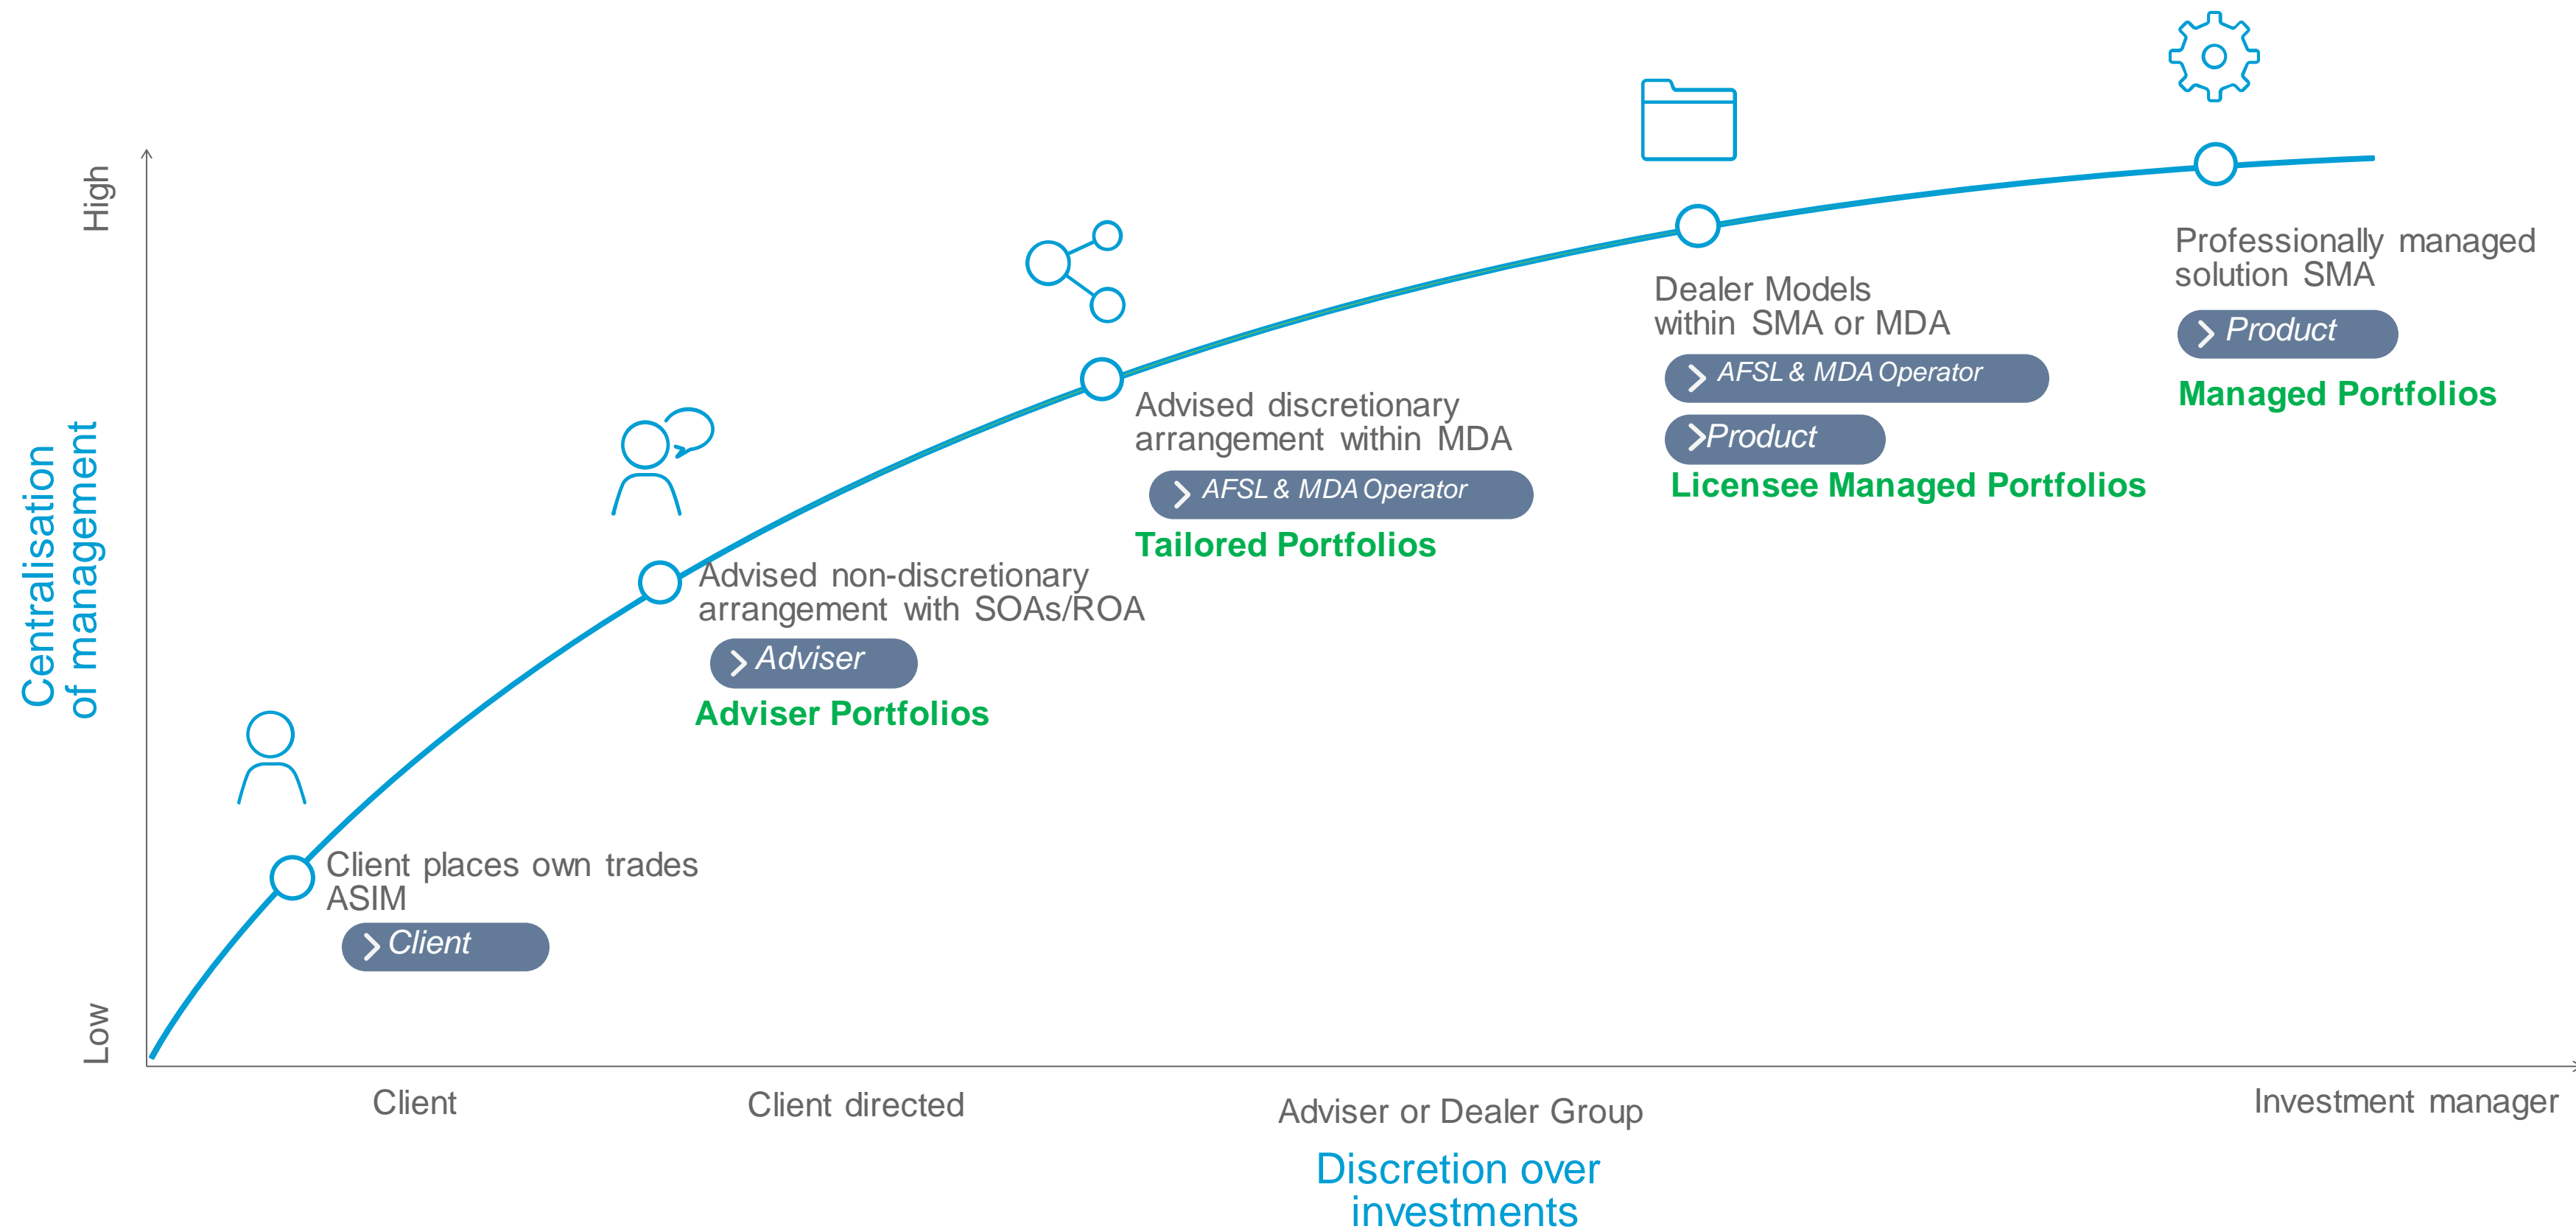 High
Centralisation
of management
Low
Client places own trades
ASIM
Client
Advised non-discretionary
arrangement with SOAs/ROA
Adviser
Adviser Portfolios
Advised discretionary
arrangement within MDA
AFSL & MDA Operator
Tailored Portfolios
Dealer Models
within SMA or MDA
AFSL & MDA Operator
Product
Licensee Managed Portfolios
Professionally managed
solution SMA
Product
Managed Portfolios
Client
Client directed
Adviser or Dealer Group
Investment manager
Discretion over
investments